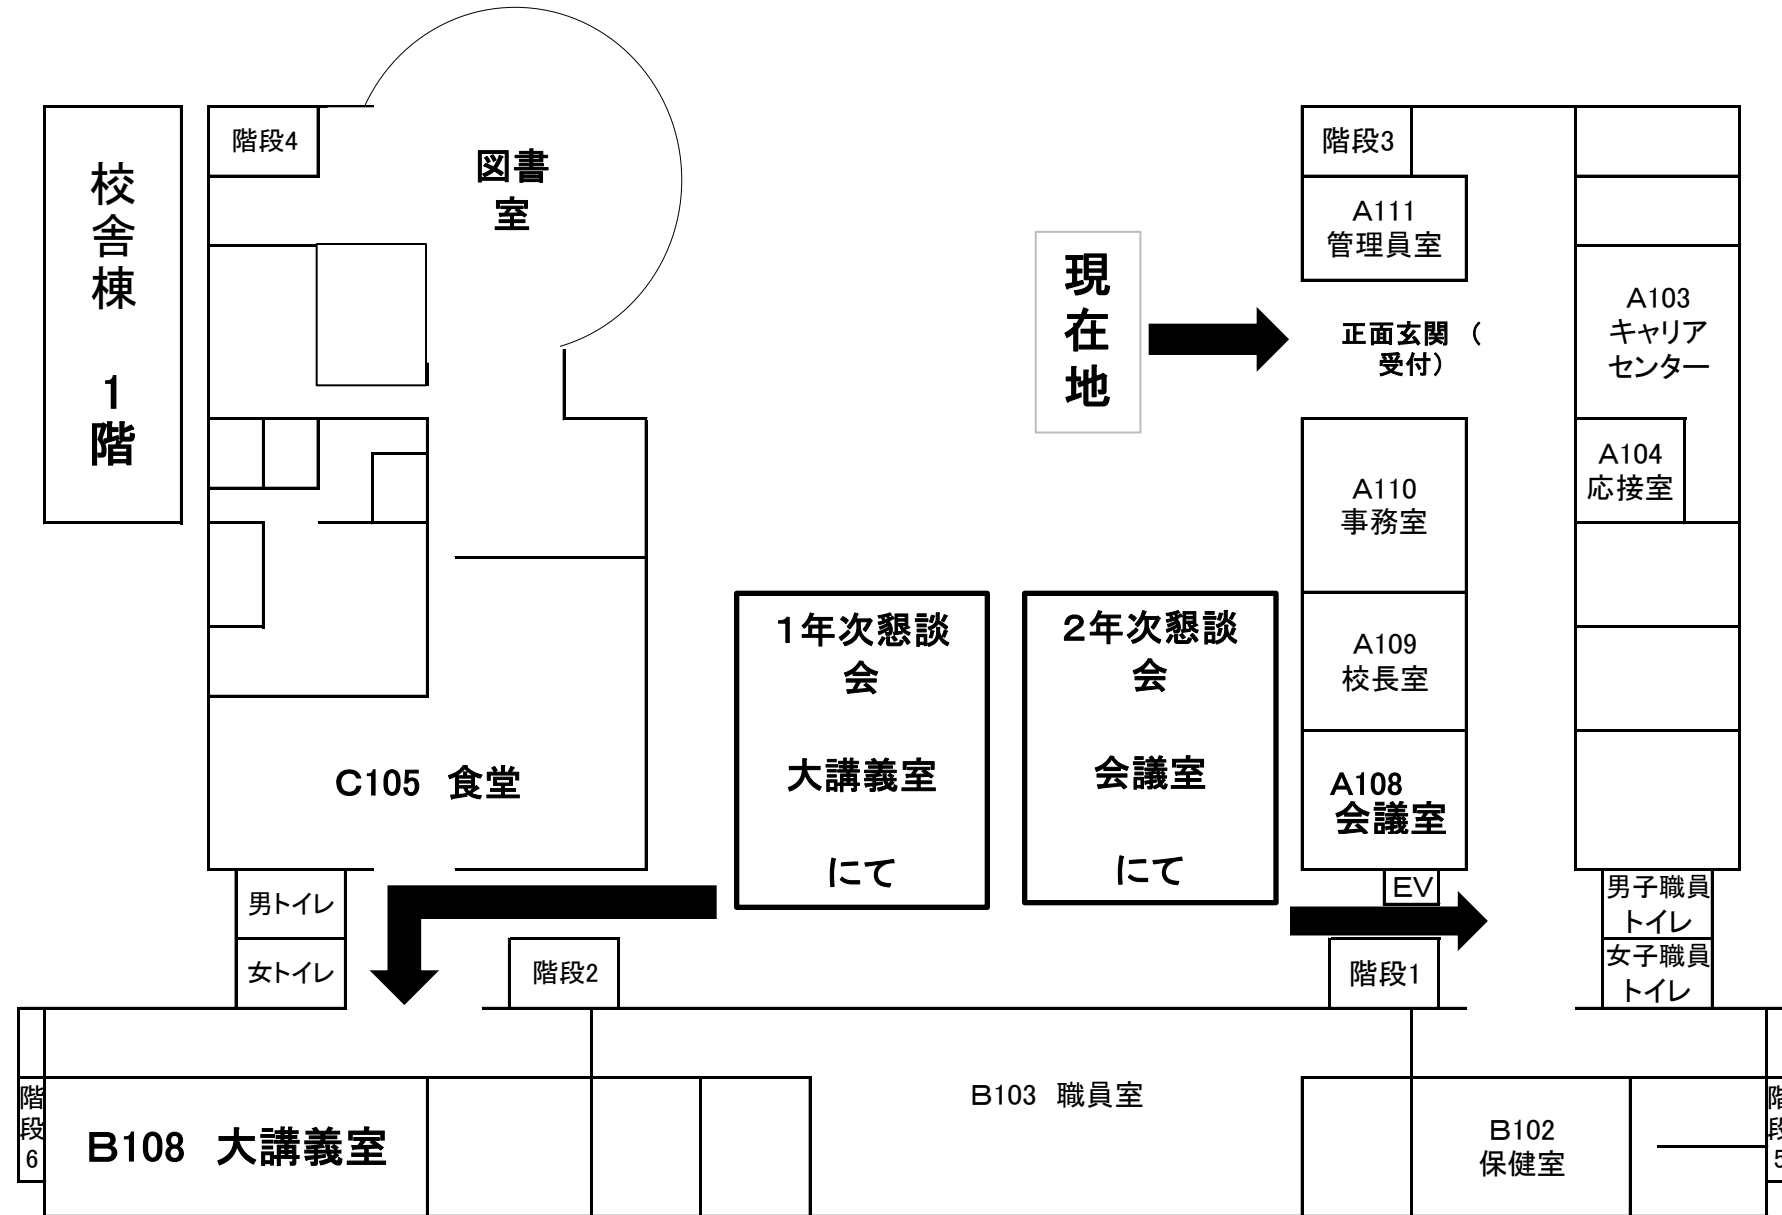 校
舎
棟
1
階
階段4
図書
室
現
在
地
階段3
A111
管理員室
正面玄関 (
受付)
A103
キャリア
センター
A104
応接室
A110
事務室
A109
校長室
A108
会議室
EV
1年次懇談
会
大講義室
にて
2年次懇談
会
会議室
にて
C105 食堂
男トイレ
女トイレ
階段2
階段1
男子職員
トイレ
女子職員
トイレ
階
段
6
B108 大講義室
B103 職員室
B102
保健室
階
段
5